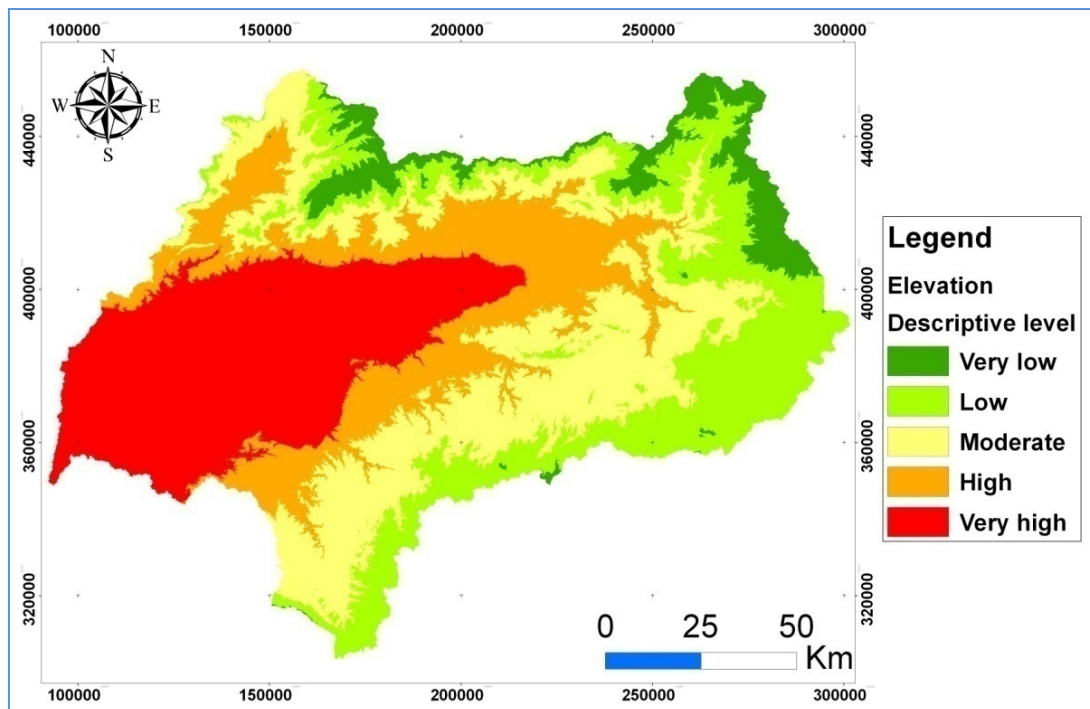 100000 150000 200000 250000 300000
N
W E
S
440000 440000
400000 400000
360000 360000
320000 320000
Legend
Elevation
Descriptive level
Very low
Low
Moderate
High
Very high
0 25 50
Km
100000 150000 200000 250000 300000